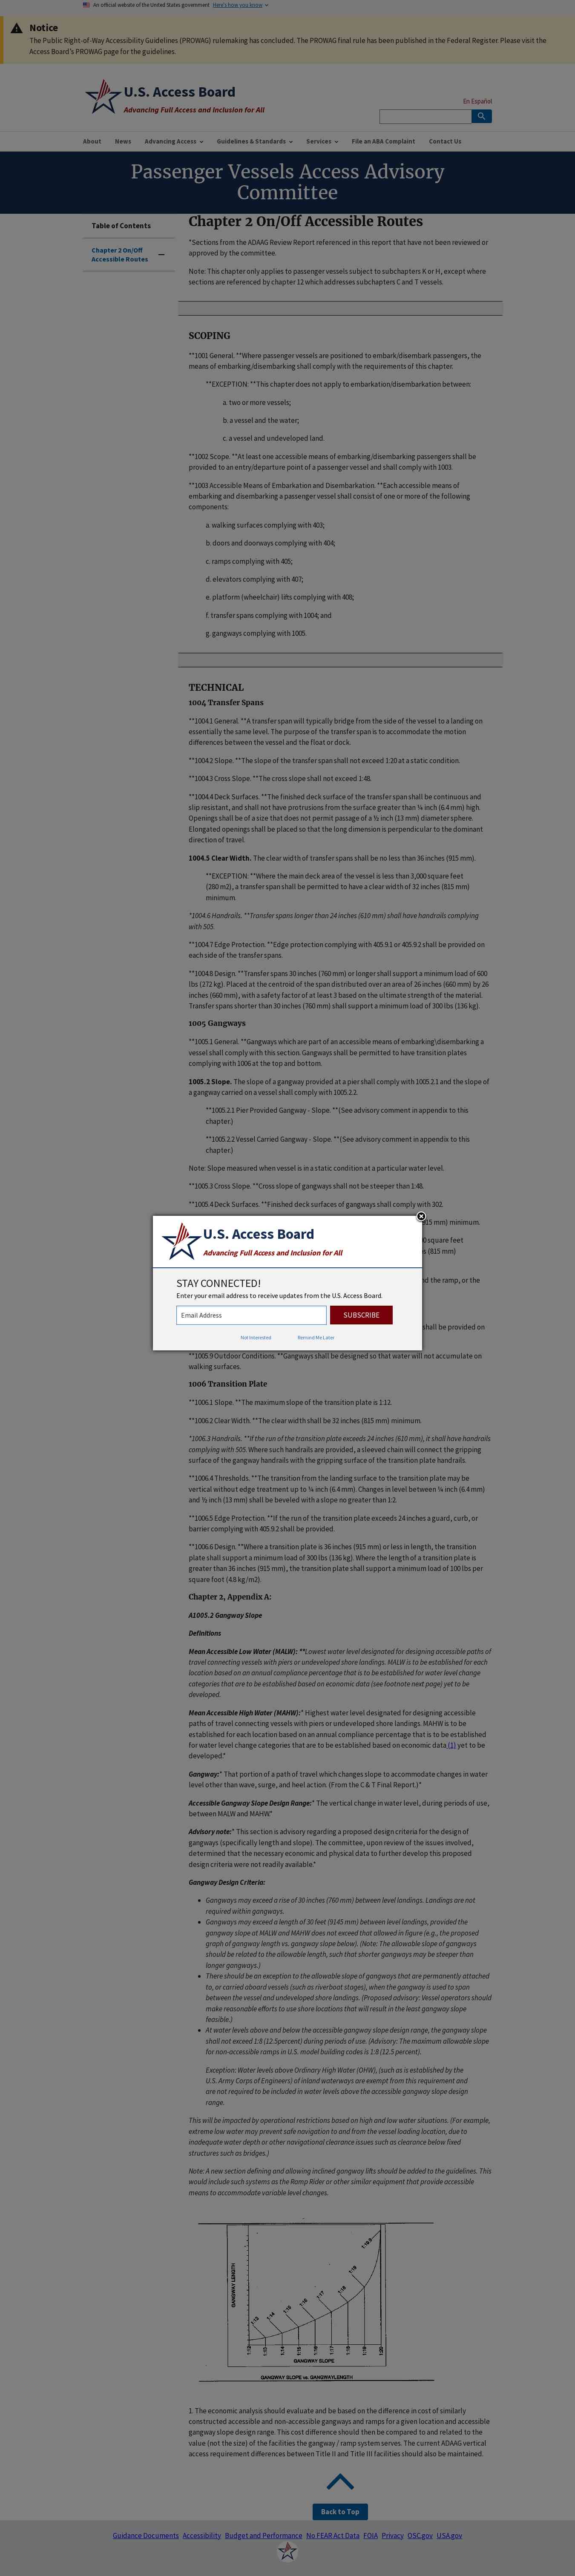 An official website of the United States government Here's how you know
Notice
The Public Right-of-Way Accessibility Guidelines (PROWAG) rulemaking has concluded. The PROWAG final rule has been published in the Federal Register. Please visit the
Access Board's PROWAG page for the guidelines.
U.S. Access Board
Advancing Full Access and Inclusion for All
En Español
About News Advancing Access Guidelines & Standards Services File an ABA Complaint Contact Us
Passenger Vessels Access Advisory
Committee
Table of Contents
Chapter 2 On/Off
Accessible Routes
Chapter 2 On/Off Accessible Routes
*Sections from the ADAAG Review Report referenced in this report that have not been reviewed or
approved by the committee.
Note: This chapter only applies to passenger vessels subject to subchapters K or H, except where
sections are referenced by chapter 12 which addresses subchapters C and T vessels.
SCOPING
**1001 General. **Where passenger vessels are positioned to embark/disembark passengers, the
means of embarking/disembarking shall comply with the requirements of this chapter.
**EXCEPTION: **This chapter does not apply to embarkation/disembarkation between:
a. two or more vessels;
b. a vessel and the water;
c. a vessel and undeveloped land.
**1002 Scope. **At least one accessible means of embarking/disembarking passengers shall be
provided to an entry/departure point of a passenger vessel and shall comply with 1003.
**1003 Accessible Means of Embarkation and Disembarkation. **Each accessible means of
embarking and disembarking a passenger vessel shall consist of one or more of the following
components:
a. walking surfaces complying with 403;
b. doors and doorways complying with 404;
c. ramps complying with 405;
d. elevators complying with 407;
e. platform (wheelchair) lifts complying with 408;
f. transfer spans complying with 1004; and
g. gangways complying with 1005.
TECHNICAL
1004 Transfer Spans
**1004.1 General. **A transfer span will typically bridge from the side of the vessel to a landing on
essentially the same level. The purpose of the transfer span is to accommodate the motion
differences between the vessel and the float or dock.
**1004.2 Slope. **The slope of the transfer span shall not exceed 1:20 at a static condition.
**1004.3 Cross Slope. **The cross slope shall not exceed 1:48.
**1004.4 Deck Surfaces. **The finished deck surface of the transfer span shall be continuous and
slip resistant, and shall not have protrusions from the surface greater than ¼ inch (6.4 mm) high.
Openings shall be of a size that does not permit passage of a ½ inch (13 mm) diameter sphere.
Elongated openings shall be placed so that the long dimension is perpendicular to the dominant
direction of travel.
1004.5 Clear Width. The clear width of transfer spans shall be no less than 36 inches (915 mm).
**EXCEPTION: **Where the main deck area of the vessel is less than 3,000 square feet
(280 m2), a transfer span shall be permitted to have a clear width of 32 inches (815 mm)
minimum.
*1004.6 Handrails. **Transfer spans longer than 24 inches (610 mm) shall have handrails complying
with 505.
**1004.7 Edge Protection. **Edge protection complying with 405.9.1 or 405.9.2 shall be provided on
each side of the transfer spans.
**1004.8 Design. **Transfer spans 30 inches (760 mm) or longer shall support a minimum load of 600
lbs (272 kg). Placed at the centroid of the span distributed over an area of 26 inches (660 mm) by 26
inches (660 mm), with a safety factor of at least 3 based on the ultimate strength of the material.
Transfer spans shorter than 30 inches (760 mm) shall support a minimum load of 300 lbs (136 kg).
1005 Gangways
**1005.1 General. **Gangways which are part of an accessible means of embarking\disembarking a
vessel shall comply with this section. Gangways shall be permitted to have transition plates
complying with 1006 at the top and bottom.
1005.2 Slope. The slope of a gangway provided at a pier shall comply with 1005.2.1 and the slope of
a gangway carried on a vessel shall comply with 1005.2.2.
**1005.2.1 Pier Provided Gangway - Slope. **(See advisory comment in appendix to this
chapter.)
**1005.2.2 Vessel Carried Gangway - Slope. **(See advisory comment in appendix to this
chapter.)
Note: Slope measured when vessel is in a static condition at a particular water level.
**1005.3 Cross Slope. **Cross slope of gangways shall not be steeper than 1:48.
**1005.4 Deck Surfaces. **Finished deck surfaces of gangways shall comply with 302.
915 mm) minimum.
00 square feet
es (815 mm)
nd the ramp, or the
U.S. Access Board
Advancing Full Access and Inclusion for All
STAY CONNECTED!
Enter your email address to receive updates from the U.S. Access Board.
Email Address
SUBSCRIBE
Not Interested Remind Me Later
ll be provided on
**1005.9 Outdoor Conditions. **Gangways shall be designed so that water will not accumulate on
walking surfaces.
1006 Transition Plate
**1006.1 Slope. **The maximum slope of the transition plate is 1:12.
**1006.2 Clear Width. **The clear width shall be 32 inches (815 mm) minimum.
*1006.3 Handrails. **If the run of the transition plate exceeds 24 inches (610 mm), it shall have handrails
complying with 505. Where such handrails are provided, a sleeved chain will connect the gripping
surface of the gangway handrails with the gripping surface of the transition plate handrails.
**1006.4 Thresholds. **The transition from the landing surface to the transition plate may be
vertical without edge treatment up to ¼ inch (6.4 mm). Changes in level between ¼ inch (6.4 mm)
and ½ inch (13 mm) shall be beveled with a slope no greater than 1:2.
**1006.5 Edge Protection. **If the run of the transition plate exceeds 24 inches a guard, curb, or
barrier complying with 405.9.2 shall be provided.
**1006.6 Design. **Where a transition plate is 36 inches (915 mm) or less in length, the transition
plate shall support a minimum load of 300 lbs (136 kg). Where the length of a transition plate is
greater than 36 inches (915 mm), the transition plate shall support a minimum load of 100 lbs per
square foot (4.8 kg/m2).
Chapter 2, Appendix A:
A1005.2 Gangway Slope
Definitions
Mean Accessible Low Water (MALW): **Lowest water level designated for designing accessible paths of
travel connecting vessels with piers or undeveloped shore landings. MALW to be established for each
location based on an annual compliance percentage that is to be established for water level change
categories that are to be established based on economic data (see footnote next page) yet to be
developed.
Mean Accessible High Water (MAHW):* Highest water level designated for designing accessible
paths of travel connecting vessels with piers or undeveloped shore landings. MAHW to be
established for each location based on an annual compliance percentage that is to be established
for water level change categories that are to be established based on economic data (1) yet to be
developed.*
Gangway:* That portion of a path of travel which changes slope to accommodate changes in water
level other than wave, surge, and heel action. (From the C & T Final Report.)*
Accessible Gangway Slope Design Range:* The vertical change in water level, during periods of use,
between MALW and MAHW.*
Advisory note:* This section is advisory regarding a proposed design criteria for the design of
gangways (specifically length and slope). The committee, upon review of the issues involved,
determined that the necessary economic and physical data to further develop this proposed
design criteria were not readily available.*
Gangway Design Criteria:
Gangways may exceed a rise of 30 inches (760 mm) between level landings. Landings are not
required within gangways.
Gangways may exceed a length of 30 feet (9145 mm) between level landings, provided the
gangway slope at MALW and MAHW does not exceed that allowed in figure (e.g., the proposed
graph of gangway length vs. gangway slope below). (Note: The allowable slope of gangways
should be related to the allowable length, such that shorter gangways may be steeper than
longer gangways.)
There should be an exception to the allowable slope of gangways that are permanently attached
to, or carried aboard vessels (such as riverboat stages), when the gangway is used to span
between the vessel and undeveloped shore landings. (Proposed advisory: Vessel operators should
make reasonable efforts to use shore locations that will result in the least gangway slope
feasible.)
At water levels above and below the accessible gangway slope design range, the gangway slope
shall not exceed 1:8 (12.5percent) during periods of use. (Advisory: The maximum allowable slope
for non-accessible ramps in U.S. model building codes is 1:8 (12.5 percent).
Exception: Water levels above Ordinary High Water (OHW), (such as is established by the
U.S. Army Corps of Engineers) of inland waterways are exempt from this requirement and
are not required to be included in water levels above the accessible gangway slope design
range.
This will be impacted by operational restrictions based on high and low water situations. (For example,
extreme low water may prevent safe navigation to and from the vessel landing location, due to
inadequate water depth or other navigational clearance issues such as clearance below fixed
structures such as bridges.)
Note: A new section defining and allowing inclined gangway lifts should be added to the guidelines. This
would include such systems as the Ramp Rider or other similar equipment that provide accessible
means to accommodate variable level changes.
GANGWAY LENGTH
1:13 1:14 1:15 1:16 1:17 1:18 1:19 1:19.9
1:12 1:13 1:14 1:15 1:16 1:17 1:18 1:19 1:20
GANGWAY SLOPE
GANGWAY SLOPE vs. GANGWAY LENGTH
1. The economic analysis should evaluate and be based on the difference in cost of similarly
constructed accessible and non-accessible gangways and ramps for a given location and accessible
gangway slope design range. This cost difference should then be compared to and related to the
total (not size of vessel) of the facilities the gangway / ramp system serves. The current ADAAG vertical
access requirement differences between Title II and Title III facilities should also be maintained.
Back to Top
Guidance Documents Accessibility Budget and Performance No FEAR Act Data FOIA Privacy OSC.gov USA.gov